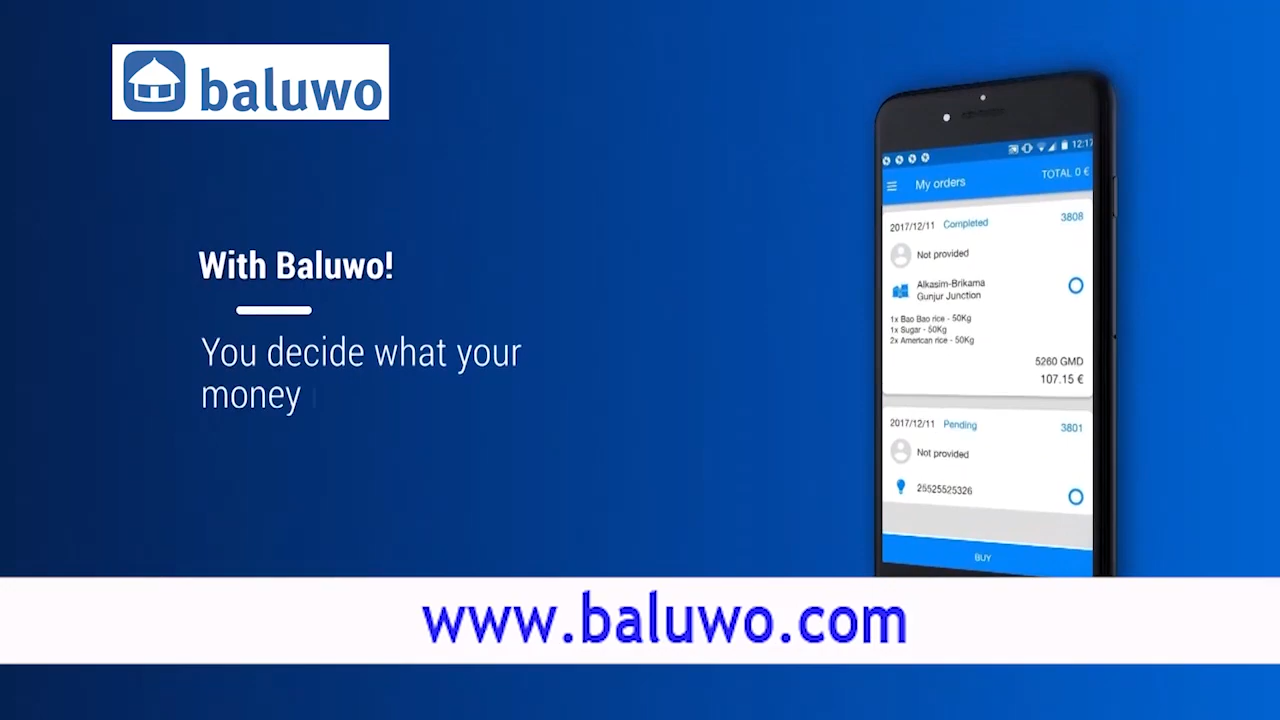 baluwo
With Baluwo!
You decide what your
money
12:17
My orders
TOTAL 0 €
2017/12/11 Completed 3808
Not provided
Alkasim-Brikama
Gunjur Junction
1x Bao Bao rice - 50Kg
1x Sugar - 50Kg
2x American rice - 50Kg
5260 GMD
107.15 €
2017/12/11 Pending 3801
Not provided
25525525326
BUY
www.baluwo.com